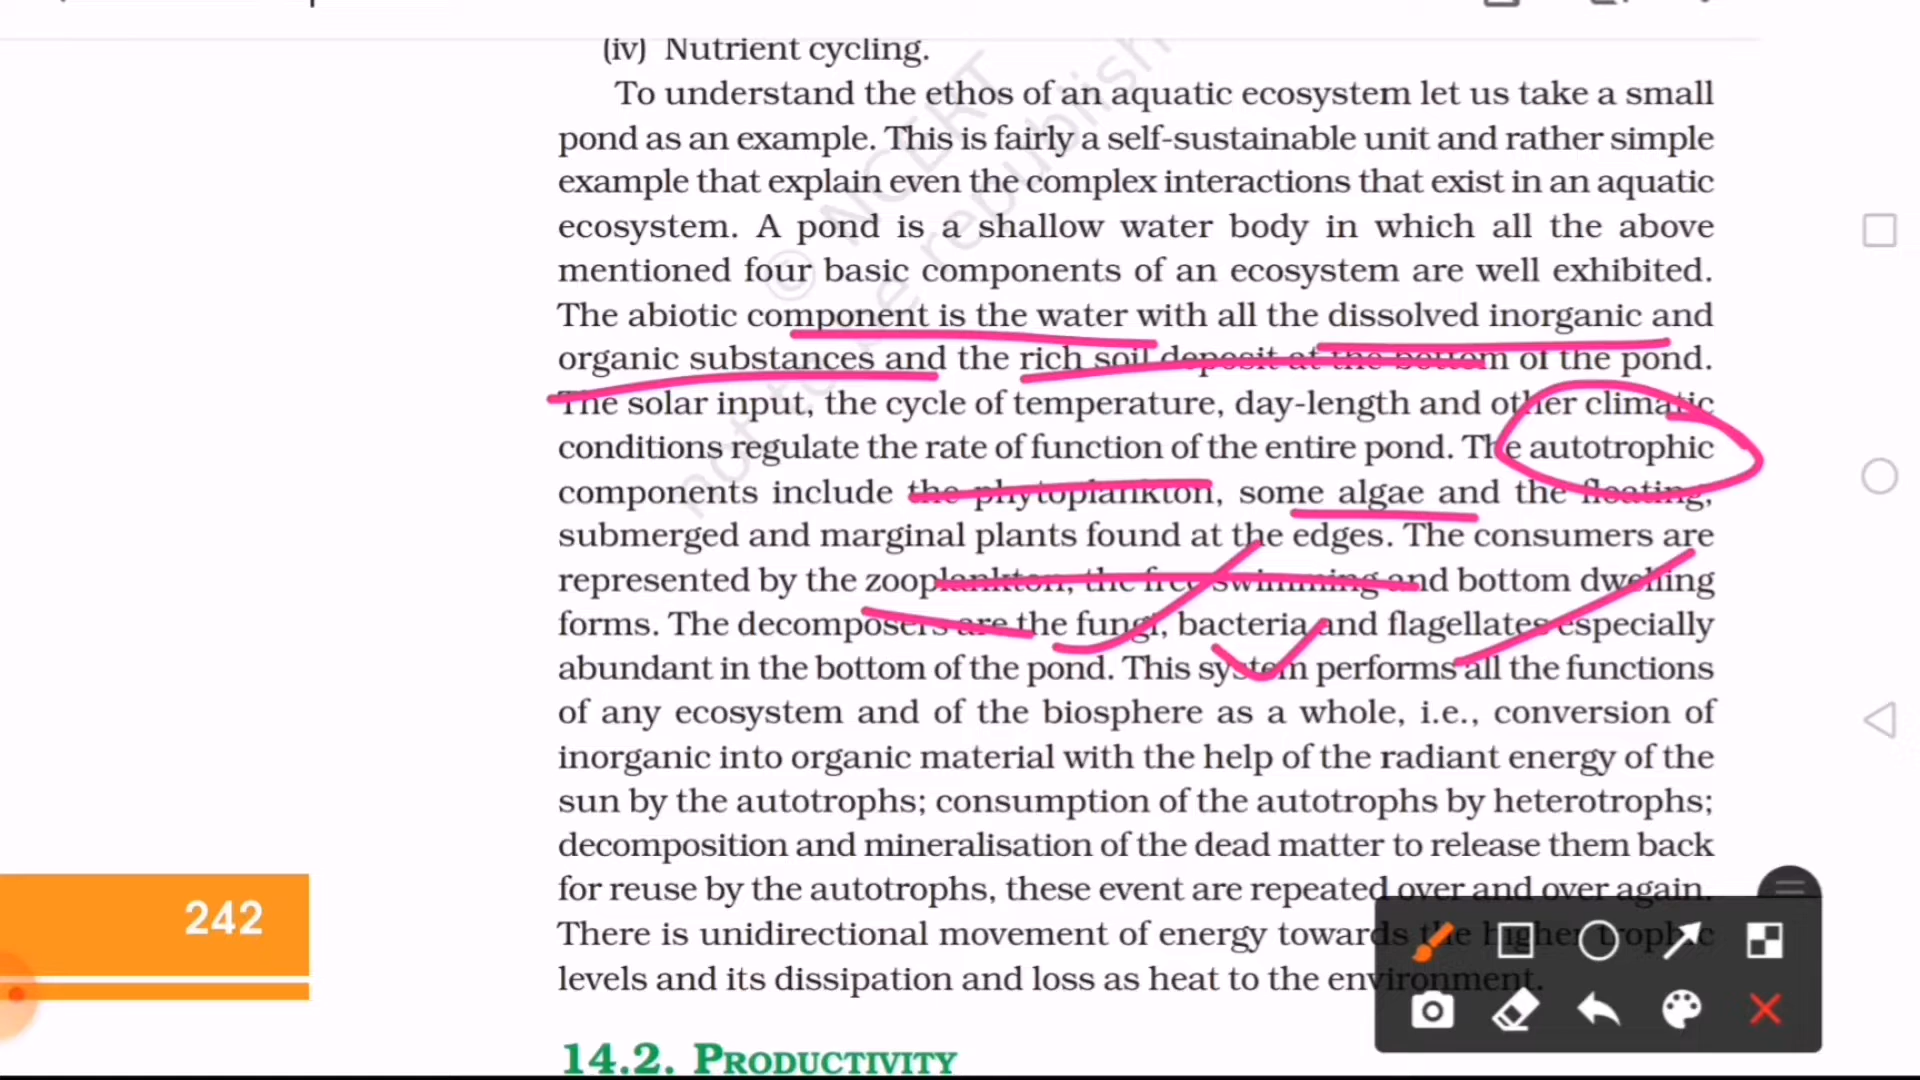 (iv) Nutrient cycling.
To understand the ethos of an aquatic ecosystem let us take a small
pond as an example. This is fairly a self-sustainable unit and rather simple
example that explain even the complex interactions that exist in an aquatic
ecosystem. A pond is a shallow water body in which all the above
mentioned four basic components of an ecosystem are well exhibited.
The abiotic component is the water with all the dissolved inorganic and
organic substances and the rich soil deposit at the bottom of the pond.
The solar input, the cycle of temperature, day-length and other climatic
conditions regulate the rate of function of the entire pond. The autotrophic
components include the phytoplankton, some algae and the floating,
submerged and marginal plants found at the edges. The consumers are
represented by the zooplankton, the free swimming and bottom dwelling
forms. The decomposers are the fungi, bacteria and flagellates especially
abundant in the bottom of the pond. This system performs all the functions
of any ecosystem and of the biosphere as a whole, i.e., conversion of
inorganic into organic material with the help of the radiant energy of the
sun by the autotrophs; consumption of the autotrophs by heterotrophs;
decomposition and mineralisation of the dead matter to release them back
for reuse by the autotrophs, these event are repeated over and over again.
There is unidirectional movement of energy towards the higher trophic
levels and its dissipation and loss as heat to the environment.
242
14.2. PRODUCTIVITY
© NCERT
not to be republish